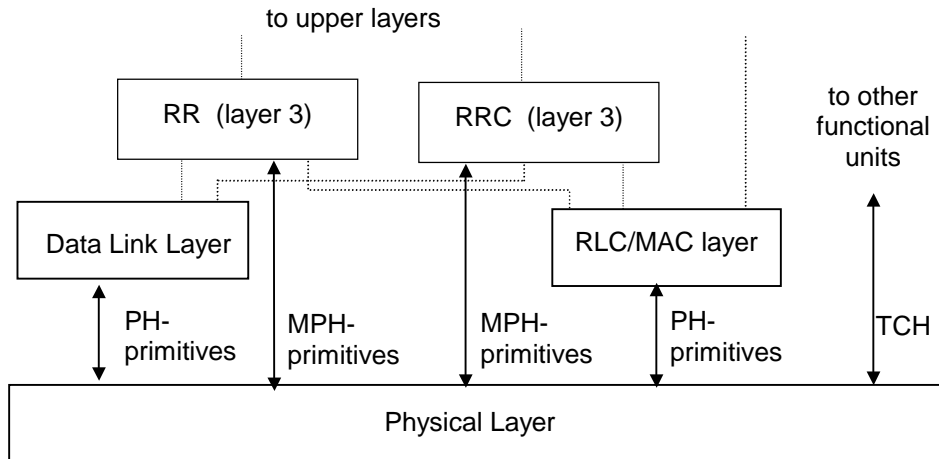 to upper layers
RR (layer 3)
RRC (layer 3)
to other
functional
units
Data Link Layer
RLC/MAC layer
PH-
primitives
MPH-
primitives
MPH-
primitives
PH-
primitives
TCH
Physical Layer